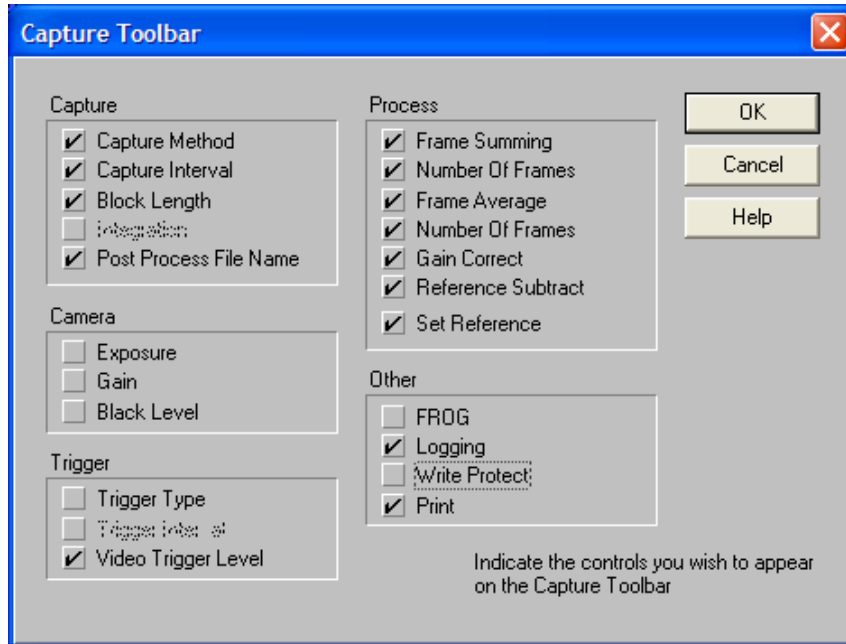 Capture Toolbar
Capture
Capture Method
Capture Interval
Block Length
Integration
Post Process File Name
Camera
Exposure
Gain
Black Level
Trigger
Trigger Type
Trigger Interval
Video Trigger Level
Process
Frame Summing
Number Of Frames
Frame Average
Number Of Frames
Gain Correct
Reference Subtract
Set Reference
Other
FROG
Logging
Write Protect
Print
OK
Cancel
Help
Indicate the controls you wish to appear
on the Capture Toolbar